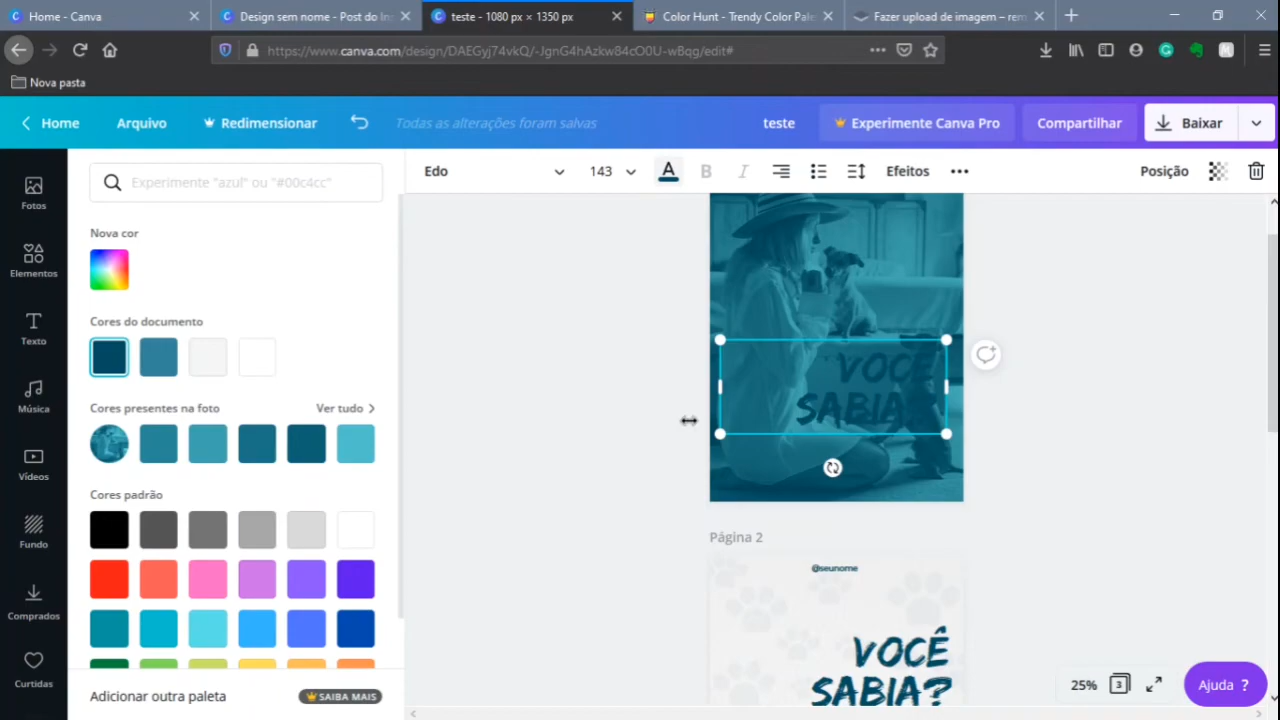 Home - Canva
Design sem nome - Post do In
teste - 1080 px × 1350 px
Color Hunt - Trendy Color Pale
Fazer upload de imagem – rem
https://www.canva.com/design/DAEGyj74vkQ/-JgnG4hAzkw84cO0U-wBqg/edit#
Nova pasta
Home
Arquivo
Redimensionar
Todas as alterações foram salvas
teste
Experimente Canva Pro
Compartilhar
Baixar
Experimente "azul" ou "#00c4cc"
Edo
143
A
B
I
Efeitos
Posição
Fotos
Elementos
Texto
Música
Vídeos
Fundo
Comprados
Curtidas
Nova cor
Cores do documento
Cores presentes na foto
Ver tudo
Cores padrão
Adicionar outra paleta
SAIBA MAIS
VOCÊ
SABIA?
Página 2
@seunome
VOCÊ
SABIA?
25%
3
Ajuda ?